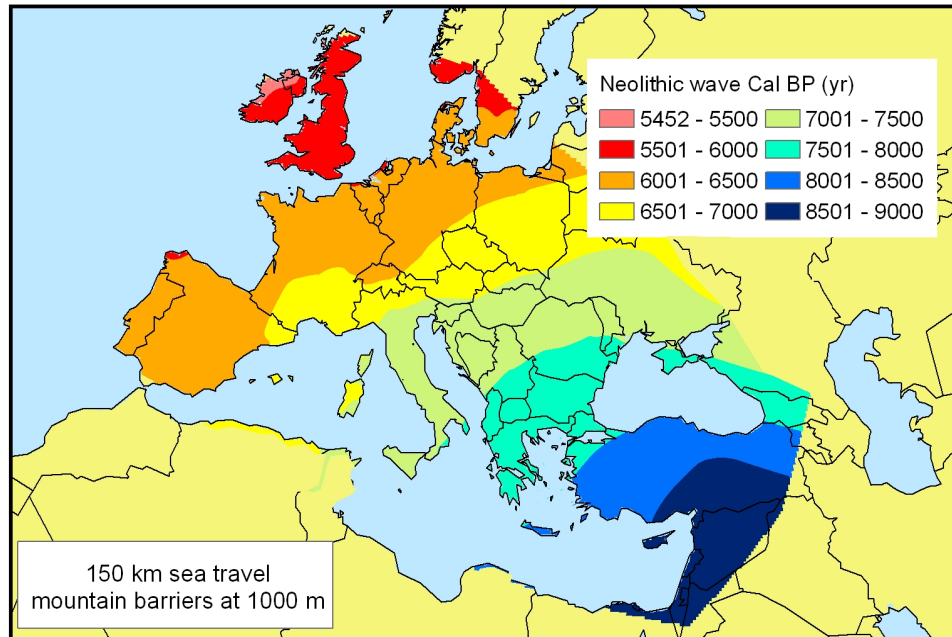 Neolithic wave Cal BP (yr)
5452 - 5500 7001 - 7500
5501 - 6000 7501 - 8000
6001 - 6500 8001 - 8500
6501 - 7000 8501 - 9000
150 km sea travel
mountain barriers at 1000 m